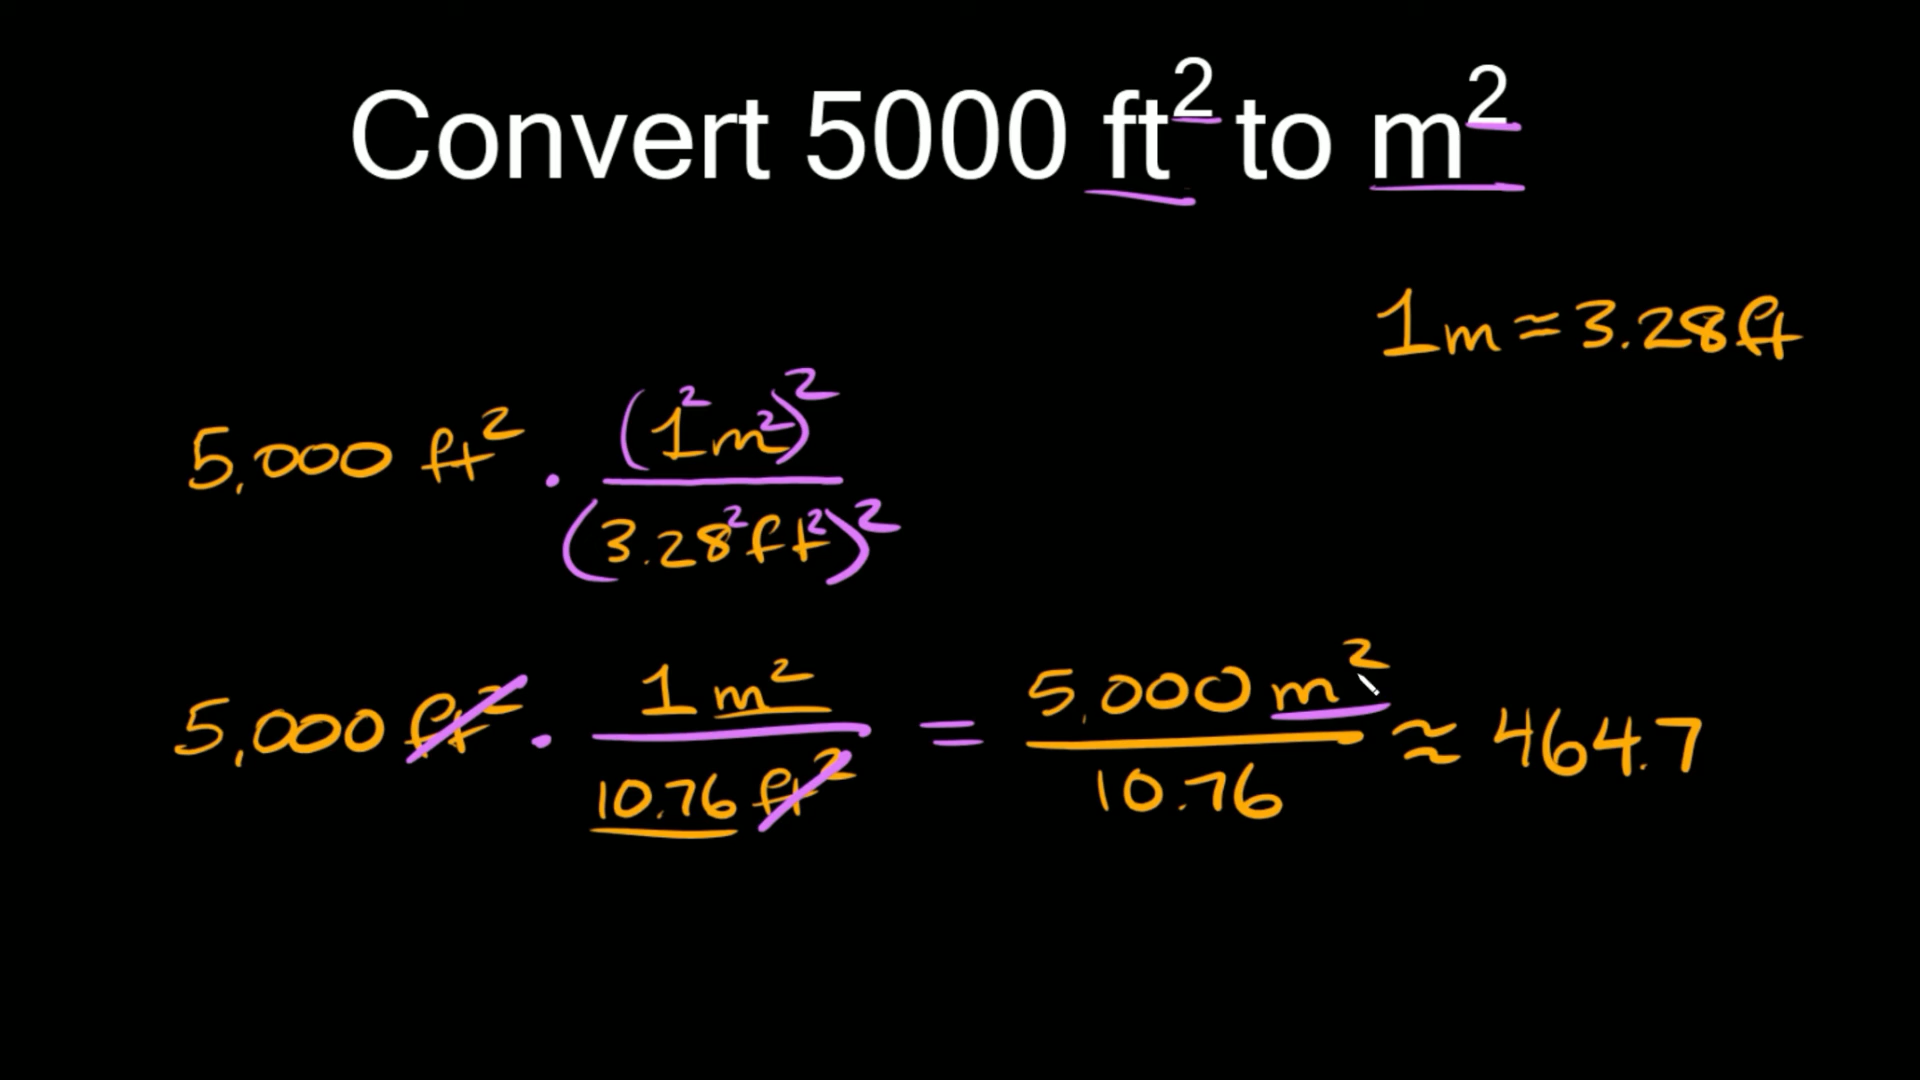 Convert 5000 ft² to m²
1m ≈ 3.28ft
5,000 ft² · (1²m²)² / (3.28²ft²)²
5,000 ft² · 1 m² / 10.76 ft² = 5,000 m² / 10.76 ≈ 464.7